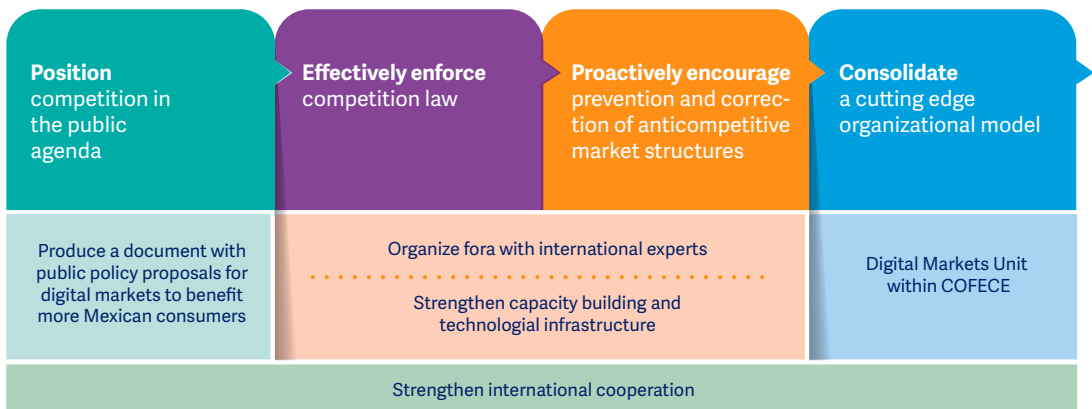 Position
competition in
the public
agenda
Effectively enforce
competition law
Proactively encourage
prevention and correc-
tion of anticompetitive
market structures
Consolidate
a cutting edge
organizational model
Produce a document with
public policy proposals for
digital markets to benefit
more Mexican consumers
Organize fora with international experts
Strengthen capacity building and
technologial infrastructure
Digital Markets Unit
within COFECE
Strengthen international cooperation